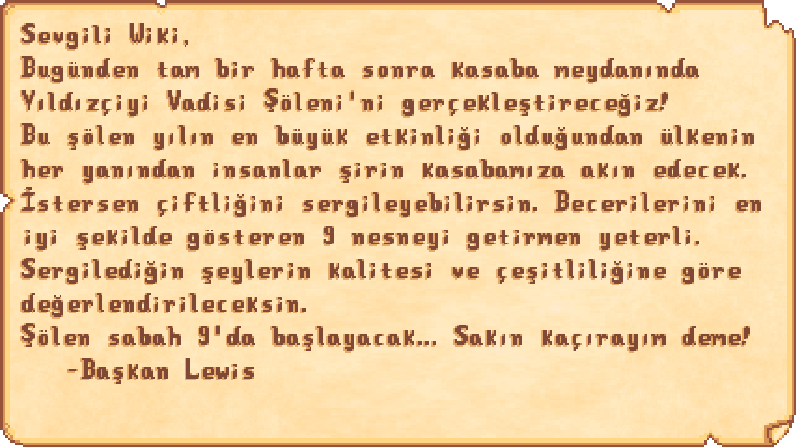 Sevgili Wiki,
Bugünden tam bir hafta sonra kasaba meydanında
Yıldızçiyi Vadisi Şöleni'ni gerçekleştireceğiz!
Bu şölen yılın en büyük etkinliği olduğundan ülkenin
her yanından insanlar şirin kasabamıza akın edecek.
İstersen çiftliğini sergileyebilirsin. Becerilerini en
iyi şekilde gösteren 9 nesneyi getirmen yeterli.
Sergilediğin şeylerin kalitesi ve çeşitliliğine göre
değerlendirileceksin.
Şölen sabah 9'da başlayacak... Sakın kaçırayım deme!
-Başkan Lewis